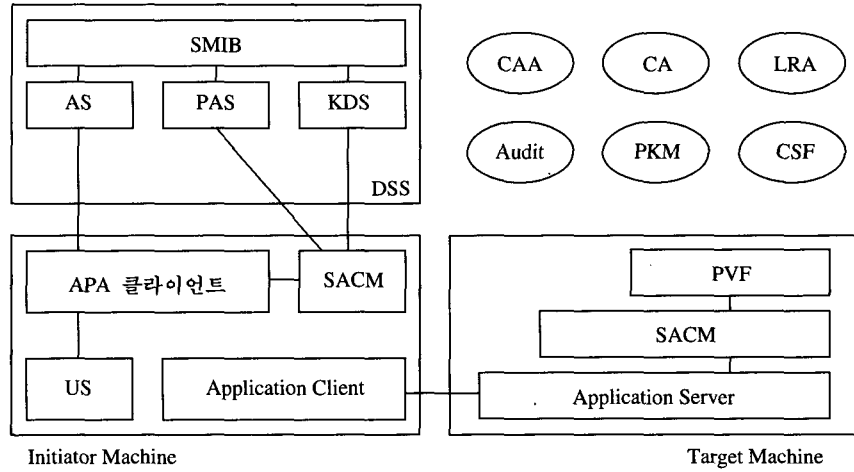 SMIB
CAA CA LRA
AS PAS KDS
Audit PKM CSF
DSS
PVF
APA 클라이언트 SACM
SACM
US Application Client Application Server
Initiator Machine Target Machine